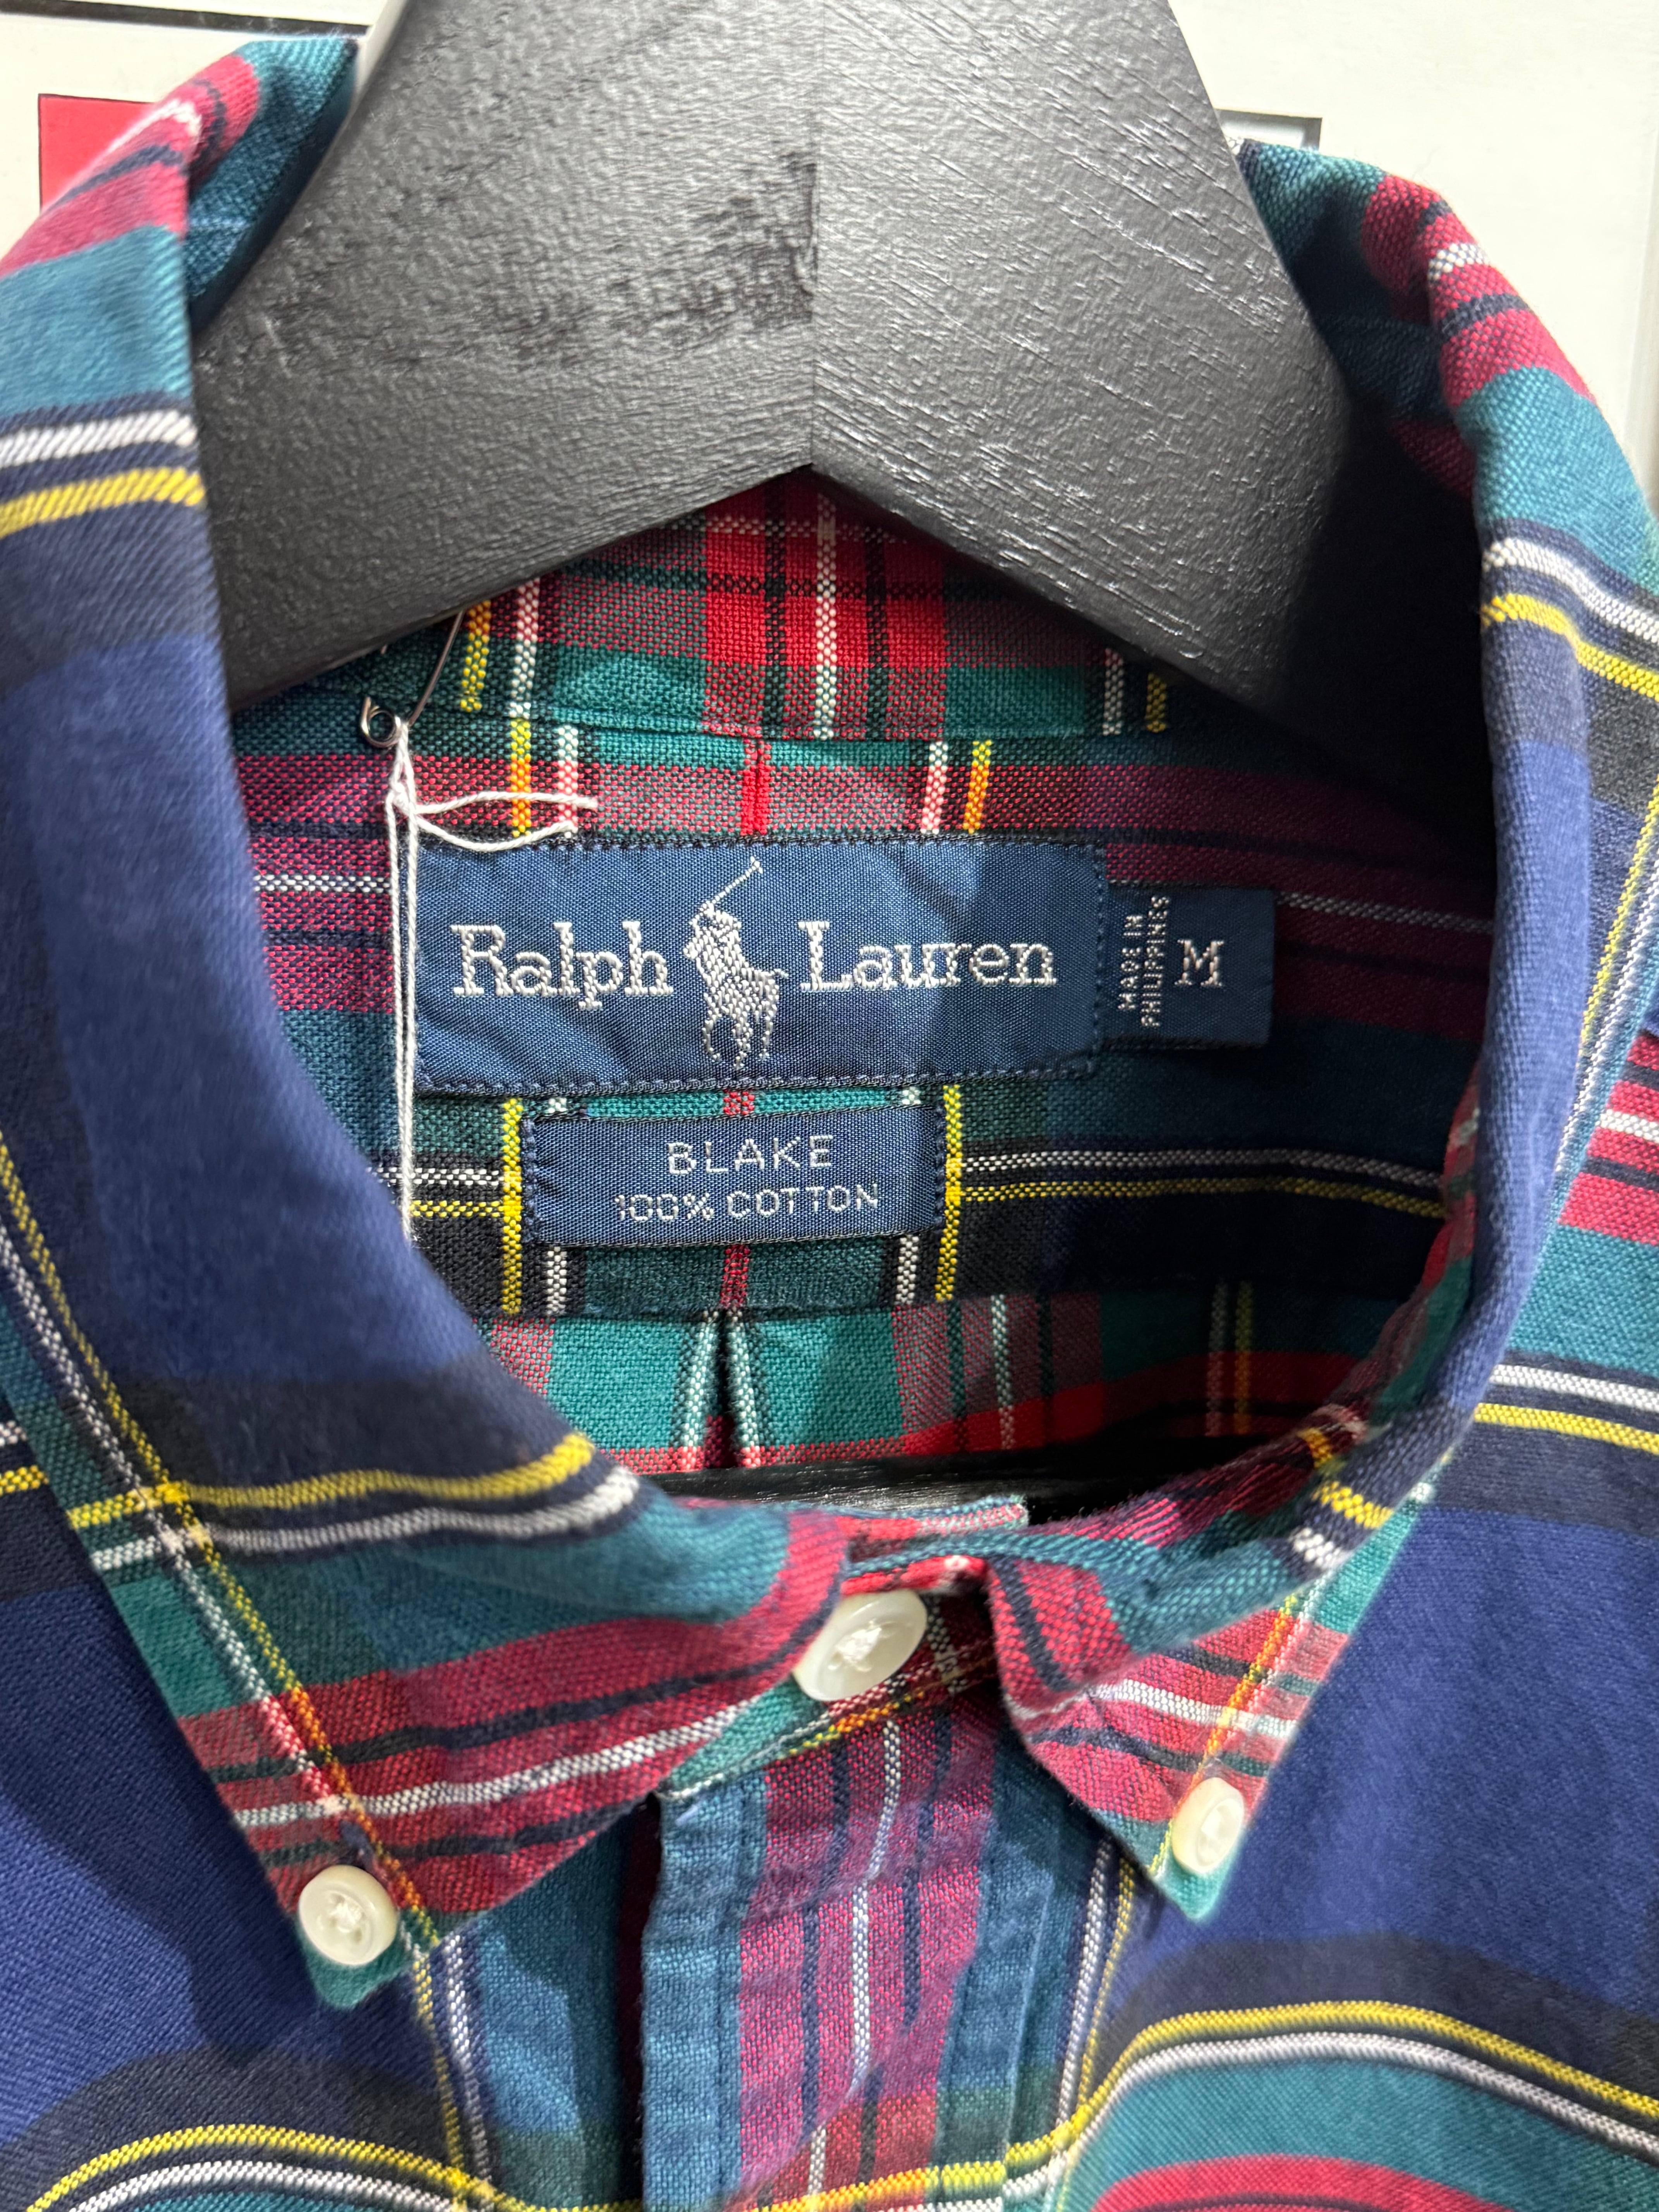 Ralph Lauren
MADE IN
PHILIPPINES
M
BLAKE
100% COTTON